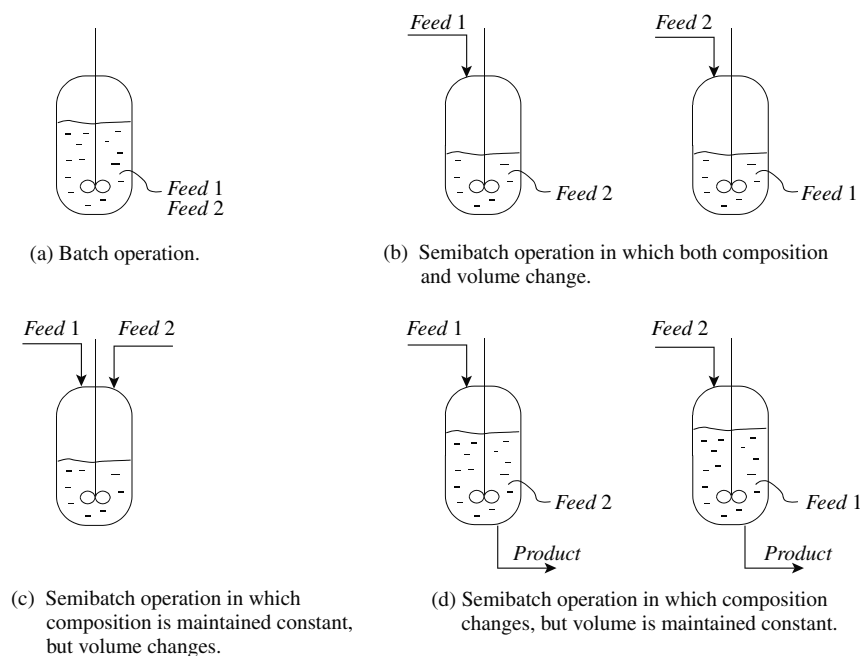 Feed 1
Feed 2
Feed 1
Feed 2
Feed 2
Feed 1
(a) Batch operation.
(b) Semibatch operation in which both composition
and volume change.
Feed 1
Feed 2
Feed 1
Feed 2
Feed 2
Feed 1
Product
Product
(c) Semibatch operation in which
composition is maintained constant,
but volume changes.
(d) Semibatch operation in which composition
changes, but volume is maintained constant.